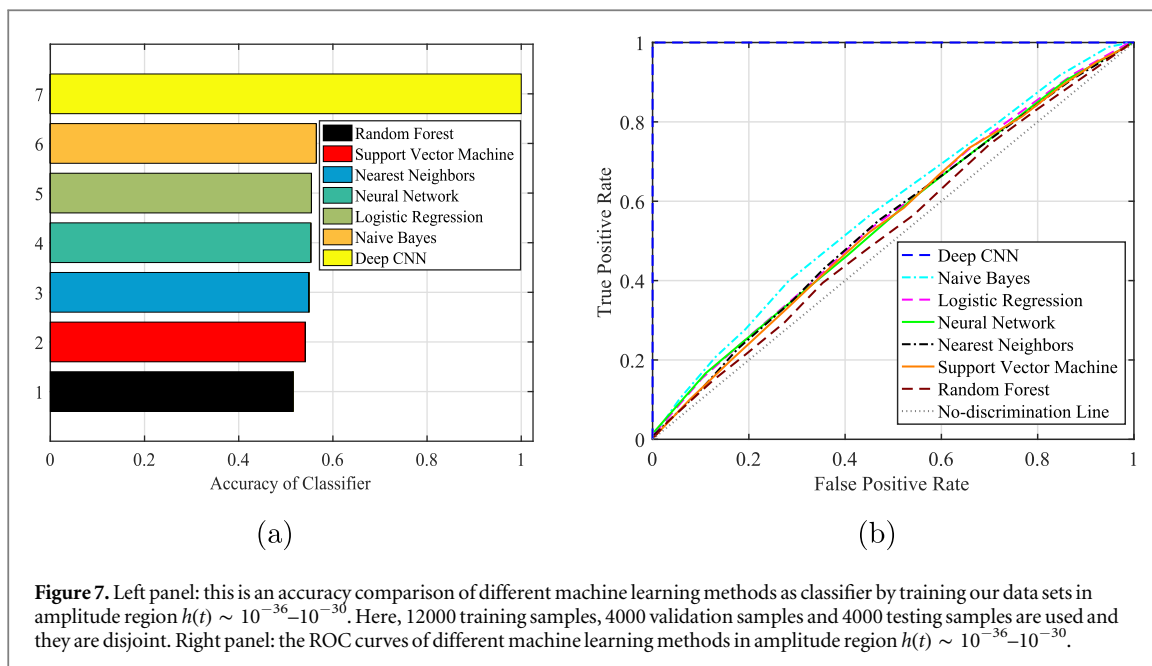 7
6
5
4
3
2
1
0
0.2
0.4
0.6
0.8
1
Accuracy of Classifier
Random Forest
Support Vector Machine
Nearest Neighbors
Neural Network
Logistic Regression
Naive Bayes
Deep CNN
(a)
1
0.8
0.6
0.4
0.2
0
True Positive Rate
0
0.2
0.4
0.6
0.8
1
False Positive Rate
Deep CNN
Naive Bayes
Logistic Regression
Neural Network
Nearest Neighbors
Support Vector Machine
Random Forest
No-discrimination Line
(b)
Figure 7. Left panel: this is an accuracy comparison of different machine learning methods as classifier by training our data sets in
amplitude region h(t) ∼ 10⁻³⁶–10⁻³⁰. Here, 12000 training samples, 4000 validation samples and 4000 testing samples are used and
they are disjoint. Right panel: the ROC curves of different machine learning methods in amplitude region h(t) ∼ 10⁻³⁶–10⁻³⁰.